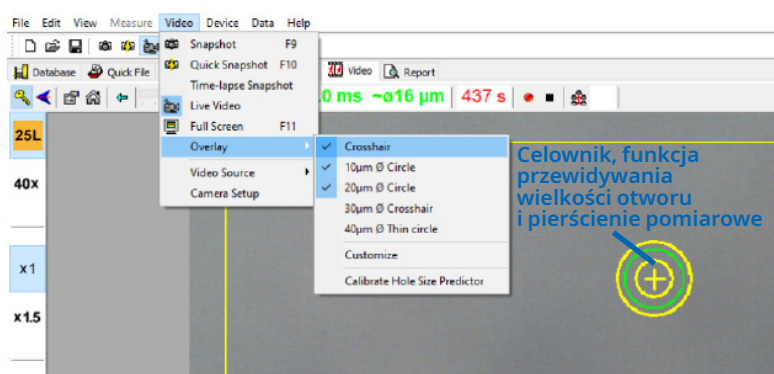 File Edit View Measure Video Device Data Help
Snapshot F9
Database Quick File
Quick Snapshot F10
Video Report
Time-lapse Snapshot
0 ms ~ø16 µm 437 s
Live Video
Full Screen F11
25L
Overlay
Crosshair
10µm Ø Circle
20µm Ø Circle
30µm Ø Crosshair
40µm Ø Thin circle
Customize
Calibrate Hole Size Predictor
Video Source
Camera Setup
40x
x1
x1.5
Celownik, funkcja
przewidywania
wielkości otworu
i pierścienie pomiarowe